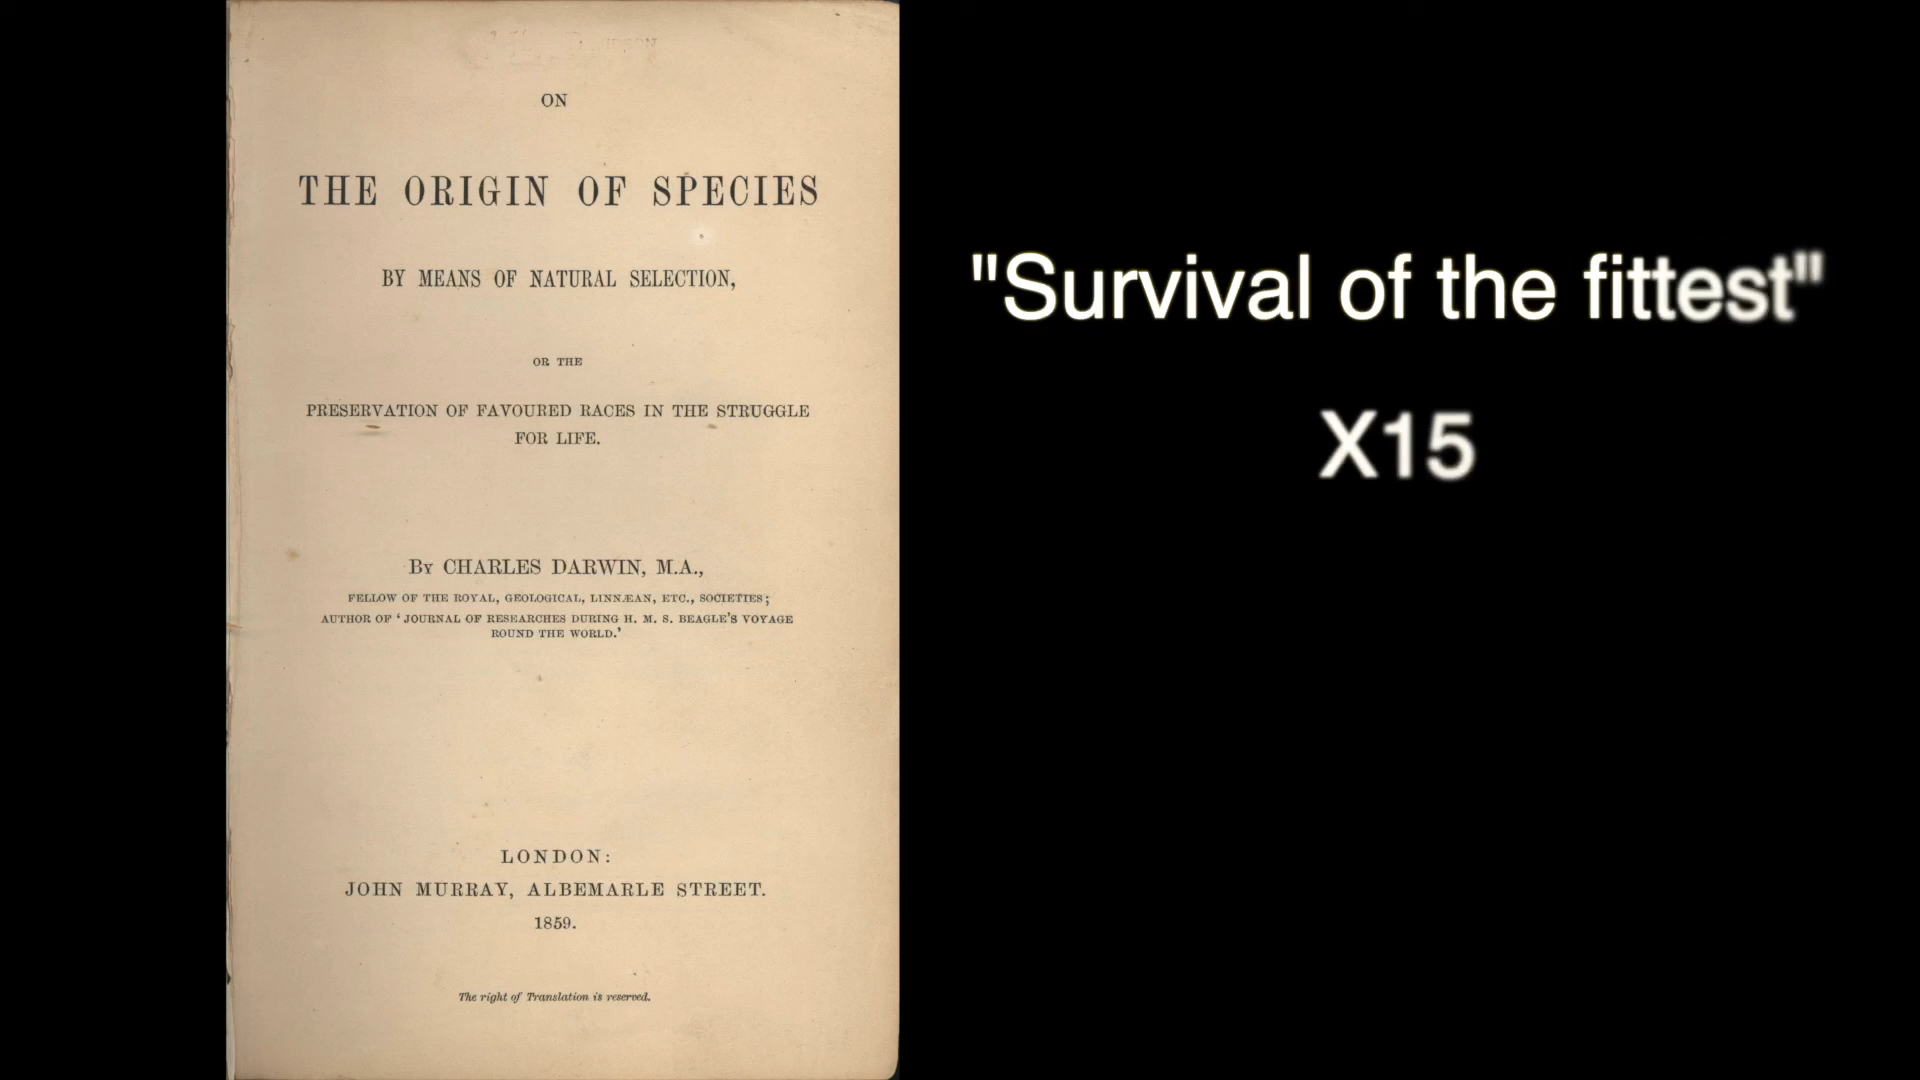 ON
THE ORIGIN OF SPECIES
BY MEANS OF NATURAL SELECTION,
OR THE
PRESERVATION OF FAVOURED RACES IN THE STRUGGLE
FOR LIFE.
BY CHARLES DARWIN, M.A.,
FELLOW OF THE ROYAL, GEOLOGICAL, LINNÆAN, ETC., SOCIETIES;
AUTHOR OF ‘JOURNAL OF RESEARCHES DURING H. M. S. BEAGLE’S VOYAGE
ROUND THE WORLD.’
LONDON:
JOHN MURRAY, ALBEMARLE STREET.
1859.
The right of Translation is reserved.
"Survival of the fittest"
X15